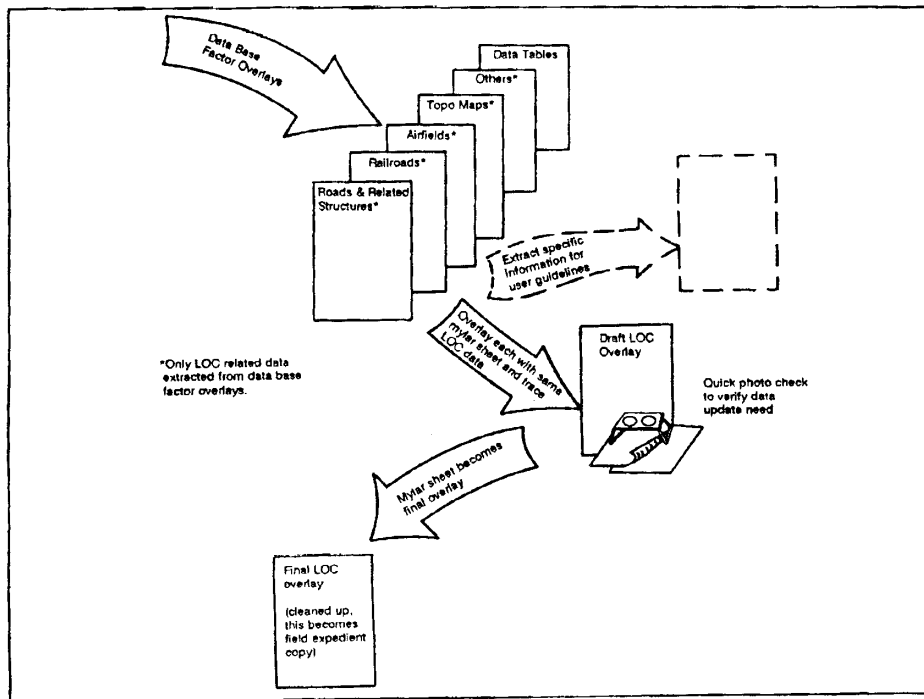 Data Base
Factor Overlays
Data Tables
Others*
Topo Maps*
Airfields*
Railroads*
Roads & Related
Structures*
Extract specific
information for
user guidelines
Overlay each with same
mylar sheet and trace
LOC data
Draft LOC
Overlay
*Only LOC related data
extracted from data base
factor overlays.
Quick photo check
to verify data
update need
Mylar sheet becomes
final overlay
Final LOC
overlay
(cleaned up,
this becomes
field expedient
copy)